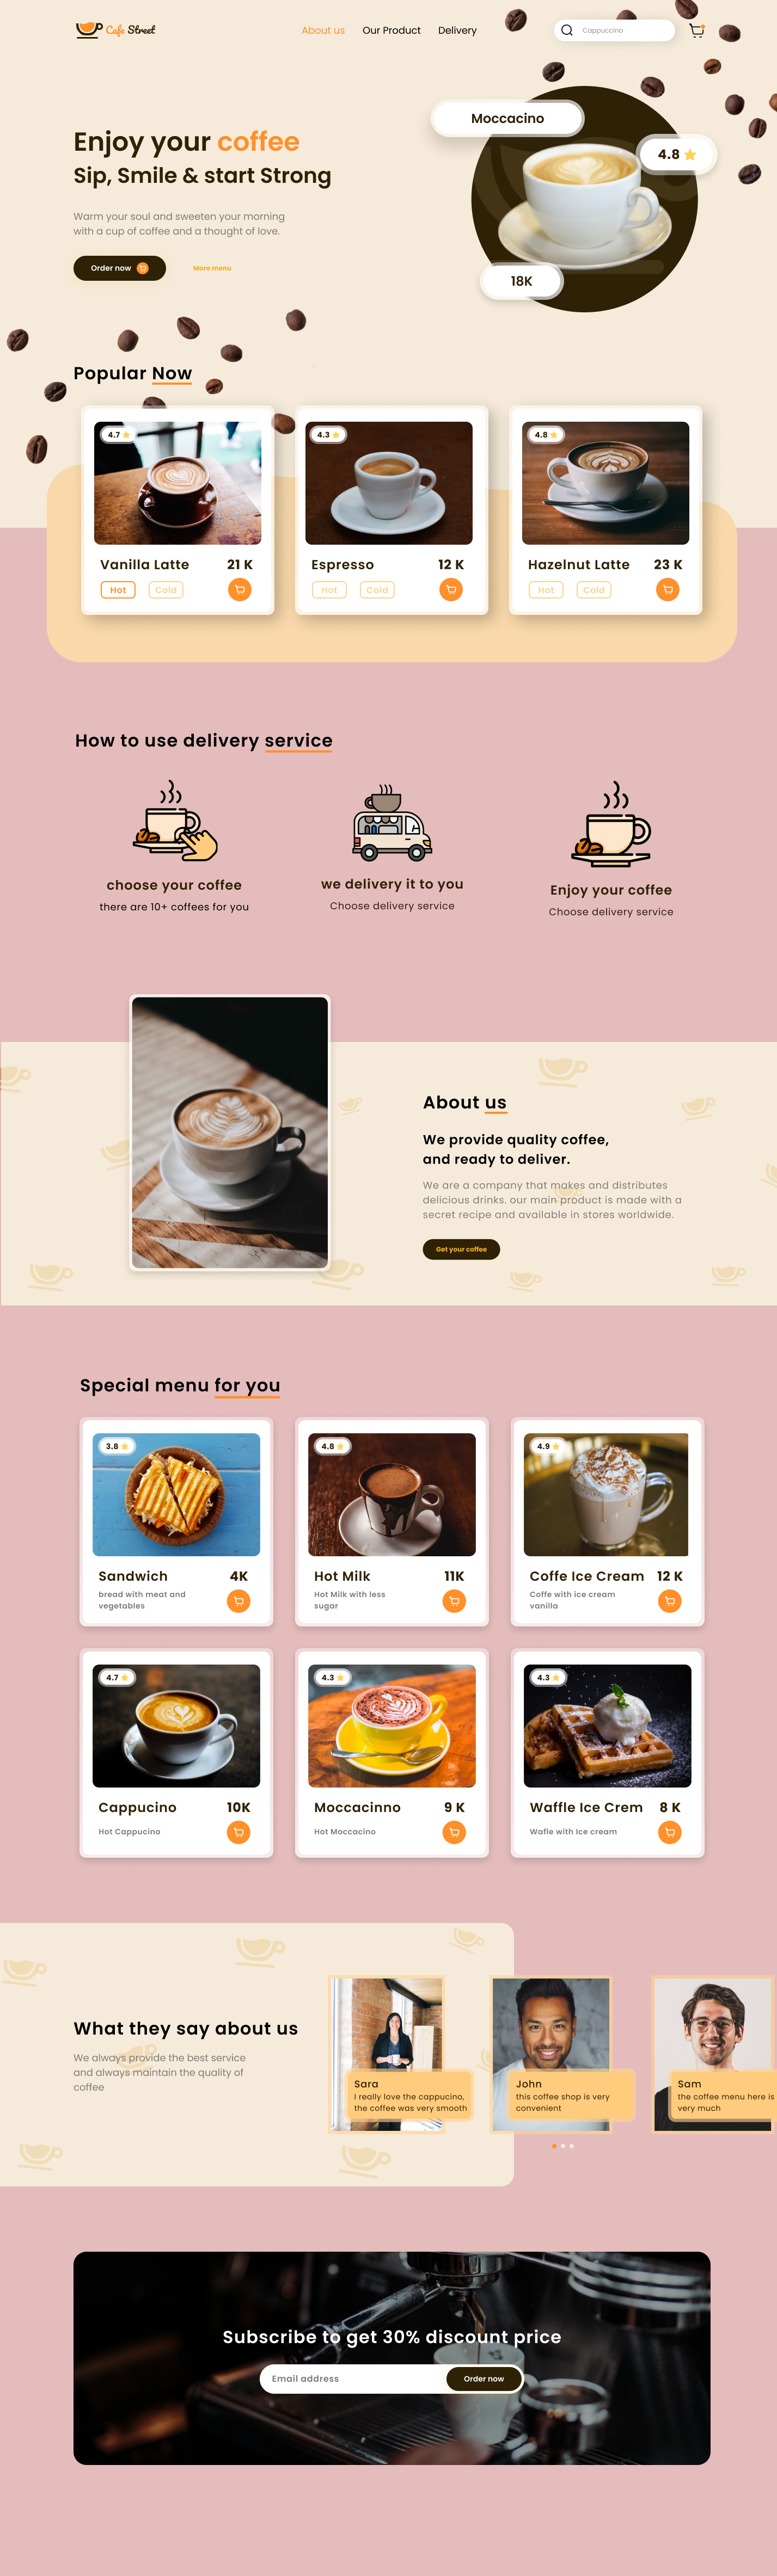 Cafe Street
About us
Our Product
Delivery
Cappuccino
Enjoy your coffee
Sip, Smile & start Strong
Warm your soul and sweeten your morning
with a cup of coffee and a thought of love.
Order now
More menu
Moccacino
4.8
18K
Popular Now
4.7
Vanilla Latte 21 K
Hot Cold
4.3
Espresso 12 K
Hot Cold
4.8
Hazelnut Latte 23 K
Hot Cold
How to use delivery service
choose your coffee
there are 10+ coffees for you
we delivery it to you
Choose delivery service
Enjoy your coffee
Choose delivery service
About us
We provide quality coffee,
and ready to deliver.
We are a company that makes and distributes
delicious drinks. our main product is made with a
secret recipe and available in stores worldwide.
Get your coffee
Special menu for you
3.8
Sandwich 4K
bread with meat and
vegetables
4.8
Hot Milk 11K
Hot Milk with less
sugar
4.9
Coffe Ice Cream 12 K
Coffe with ice cream
vanilla
4.7
Cappucino 10K
Hot Cappucino
4.3
Moccacinno 9 K
Hot Moccacino
4.3
Waffle Ice Crem 8 K
Wafle with Ice cream
What they say about us
We always provide the best service
and always maintain the quality of
coffee
Sara
I really love the cappucino,
the coffee was very smooth
John
this coffee shop is very
convenient
Sam
the coffee menu here is
very much
Subscribe to get 30% discount price
Email address
Order now